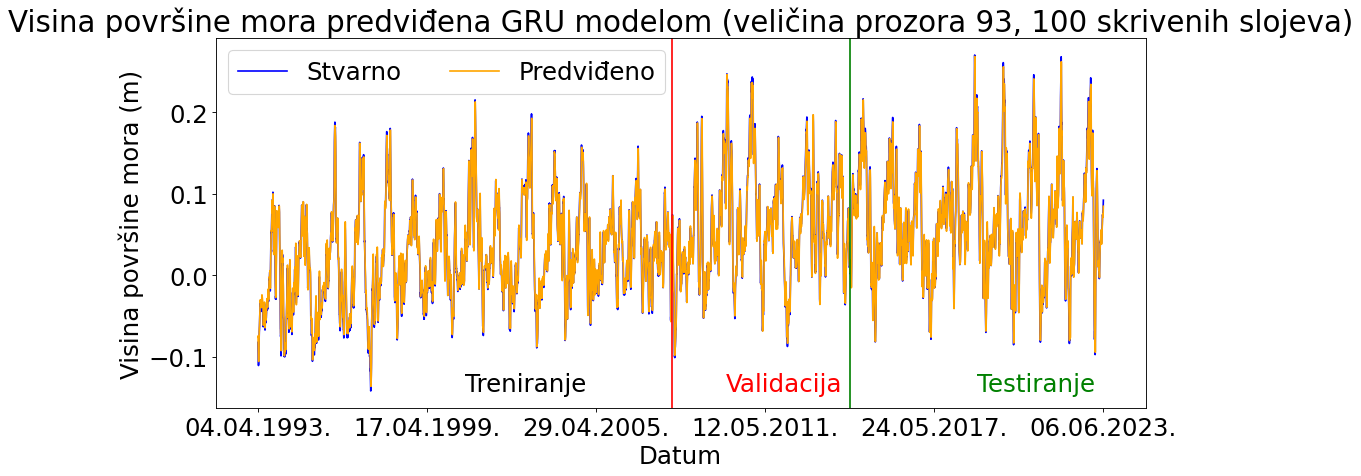 Visina površine mora predviđena GRU modelom (veličina prozora 93, 100 skrivenih slojeva)
Stvarno
Predviđeno
Visina površine mora (m)
0.2
0.1
0.0
−0.1
Treniranje
Validacija
Testiranje
04.04.1993.
17.04.1999.
29.04.2005.
12.05.2011.
24.05.2017.
06.06.2023.
Datum